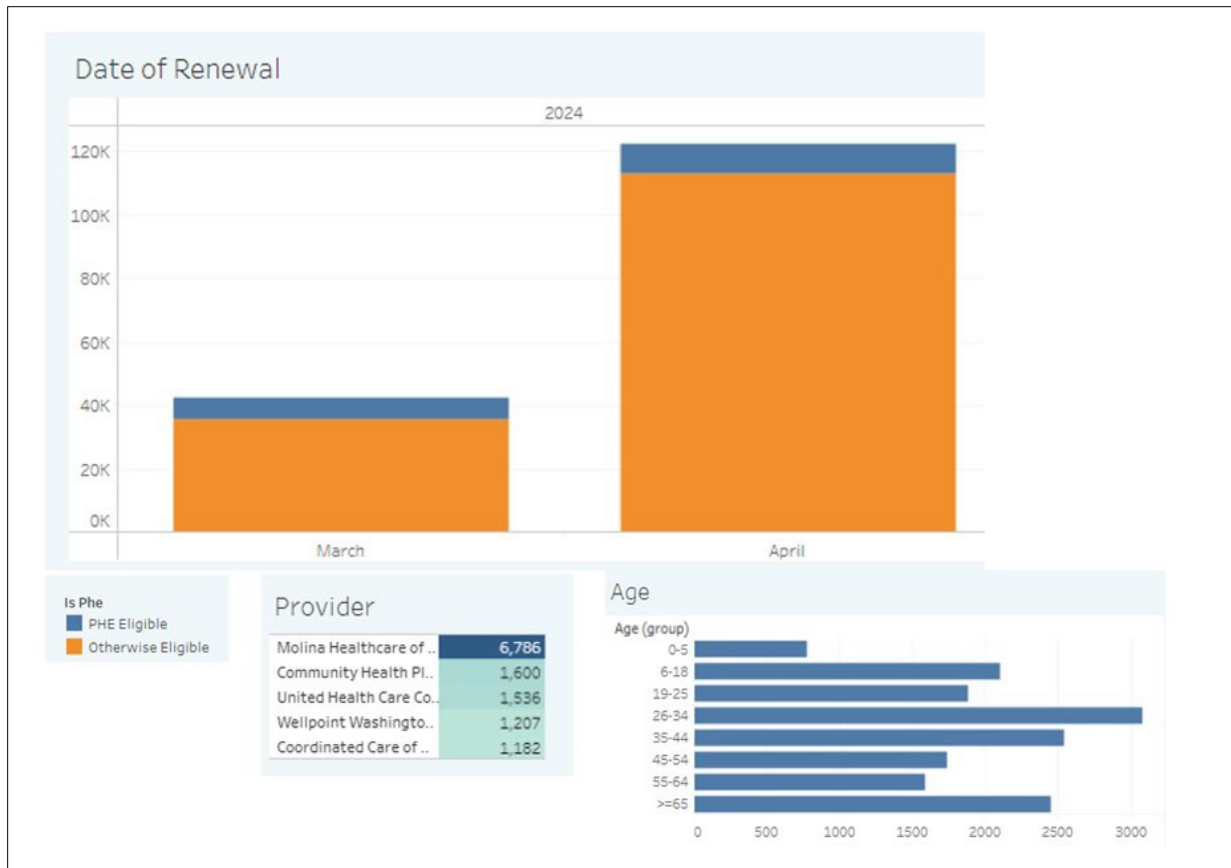 Date of Renewal
2024
120K
100K
80K
60K
40K
20K
0K
March April
Is Phe
PHE Eligible
Otherwise Eligible
Provider
Molina Healthcare of .. 6,786
Community Health Pl.. 1,600
United Health Care Co.. 1,536
Wellpoint Washingto.. 1,207
Coordinated Care of .. 1,182
Age
Age (group)
0-5
6-18
19-25
26-34
35-44
45-54
55-64
>=65
0 500 1000 1500 2000 2500 3000